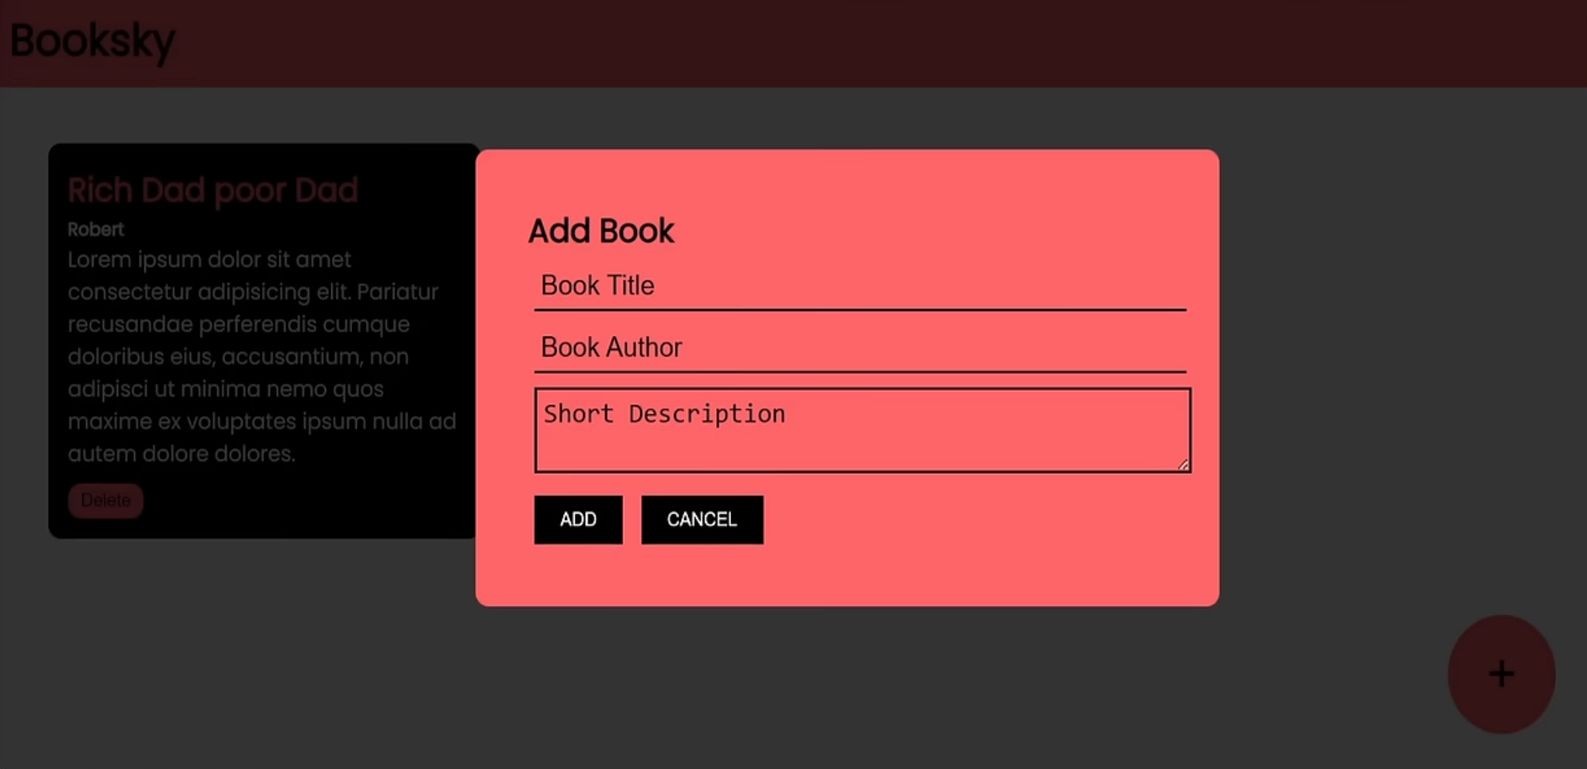 Booksky
Rich Dad poor Dad
Robert
Lorem ipsum dolor sit amet
consectetur adipisicing elit. Pariatur
recusandae perferendis cumque
doloribus eius, accusantium, non
adipisci ut minima nemo quos
maxime ex voluptates ipsum nulla ad
autem dolore dolores.
Delete
Add Book
Book Title
Book Author
Short Description
ADD CANCEL
+